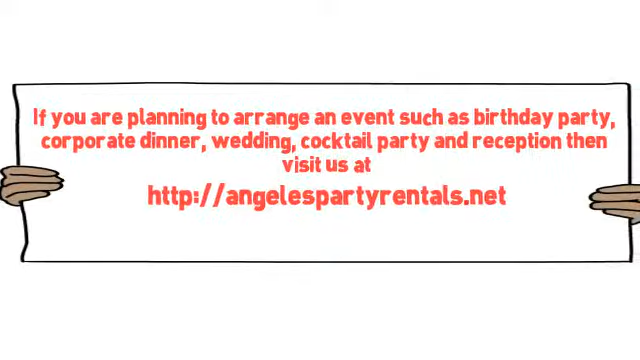 If you are planning to arrange an event such as birthday party,
corporate dinner, wedding, cocktail party and reception then
visit us at
http://angelespartyrentals.net